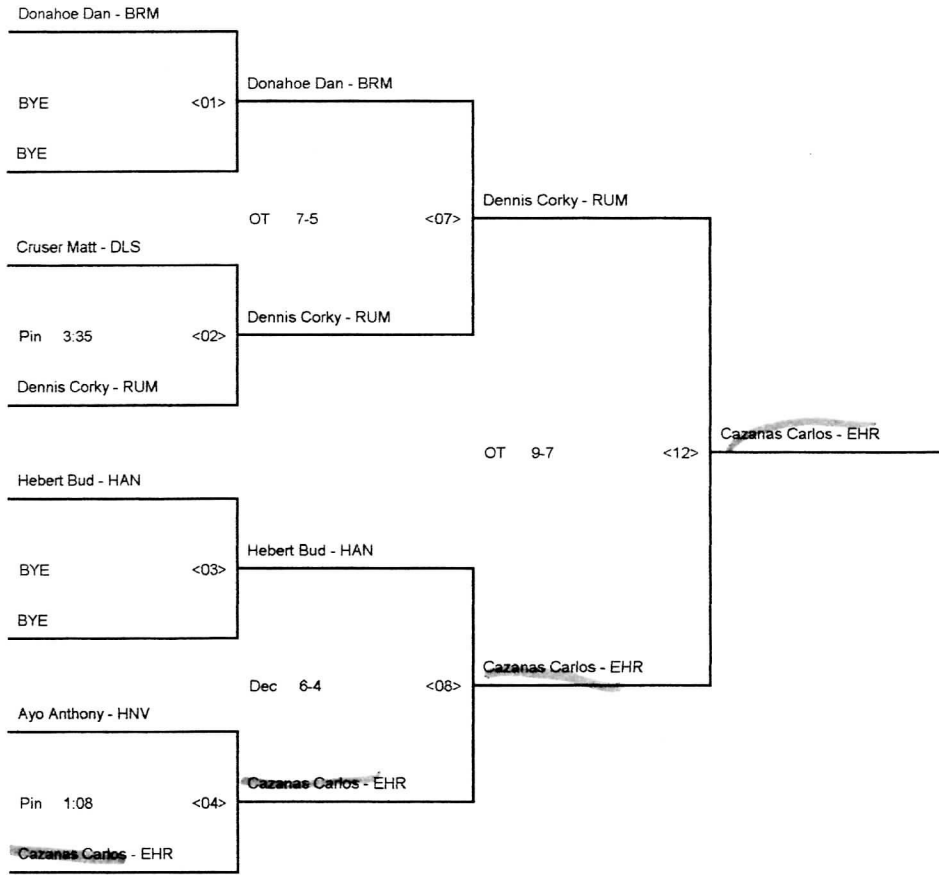 Donahoe Dan - BRM
BYE <01>
Donahoe Dan - BRM
BYE
OT 7-5 <07>
Dennis Corky - RUM
Cruser Matt - DLS
Pin 3:35 <02>
Dennis Corky - RUM
Dennis Corky - RUM
OT 9-7 <12>
Cazanas Carlos - EHR
Hebert Bud - HAN
BYE <03>
Hebert Bud - HAN
BYE
Dec 6-4 <08>
Cazanas Carlos - EHR
Ayo Anthony - HNV
Pin 1:08 <04>
Cazanas Carlos - EHR
Cazanas Carlos - EHR